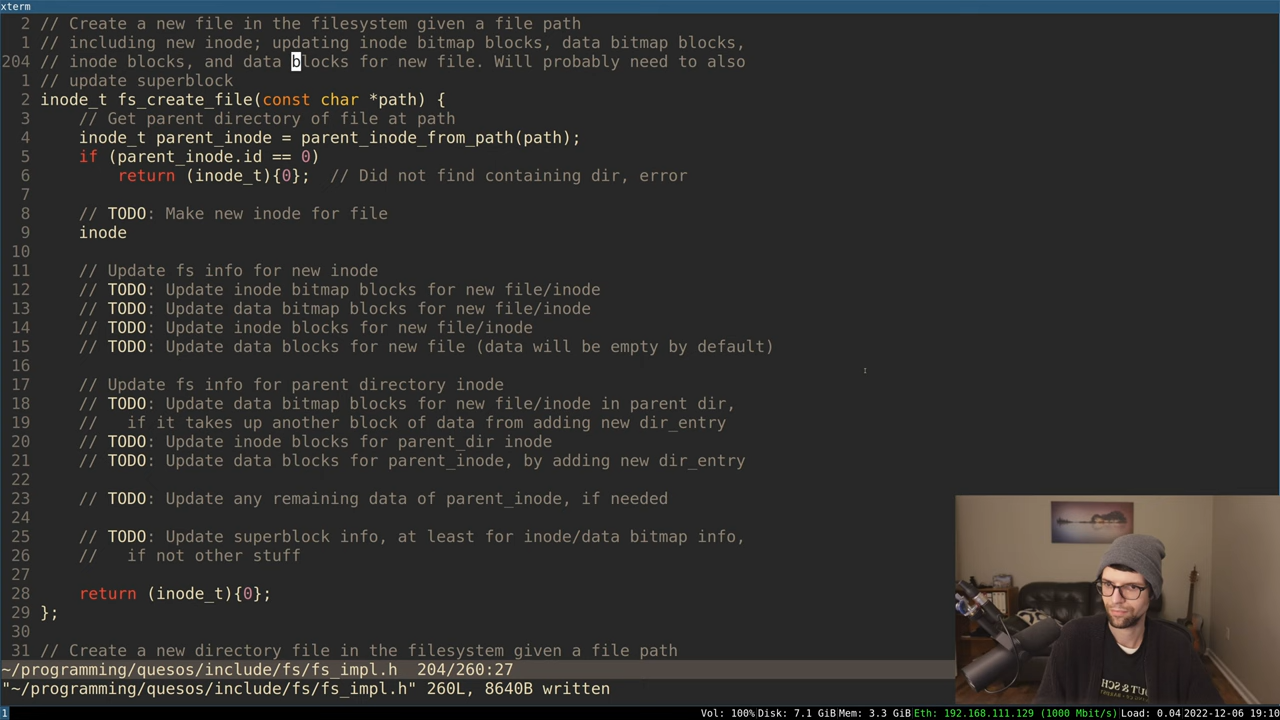 xterm
2 // Create a new file in the filesystem given a file path
1 // including new inode; updating inode bitmap blocks, data bitmap blocks,
204 // inode blocks, and data blocks for new file. Will probably need to also
1 // update superblock
2 inode_t fs_create_file(const char *path) {
3     // Get parent directory of file at path
4     inode_t parent_inode = parent_inode_from_path(path);
5     if (parent_inode.id == 0)
6         return (inode_t){0};  // Did not find containing dir, error
7
8     // TODO: Make new inode for file
9     inode
10
11     // Update fs info for new inode
12     // TODO: Update inode bitmap blocks for new file/inode
13     // TODO: Update data bitmap blocks for new file/inode
14     // TODO: Update inode blocks for new file/inode
15     // TODO: Update data blocks for new file (data will be empty by default)
16
17     // Update fs info for parent directory inode
18     // TODO: Update data bitmap blocks for new file/inode in parent dir,
19     //   if it takes up another block of data from adding new dir_entry
20     // TODO: Update inode blocks for parent_dir inode
21     // TODO: Update data blocks for parent_inode, by adding new dir_entry
22
23     // TODO: Update any remaining data of parent_inode, if needed
24
25     // TODO: Update superblock info, at least for inode/data bitmap info,
26     //   if not other stuff
27
28     return (inode_t){0};
29 };
30
31 // Create a new directory file in the filesystem given a file path
~/programming/quesos/include/fs/fs_impl.h  204/260:27
"~/programming/quesos/include/fs/fs_impl.h" 260L, 8640B written
1 Vol: 100% Disk: 7.1 GiB Mem: 3.3 GiB Eth: 192.168.111.129 (1000 Mbit/s) Load: 0.04 2022-12-06 19:10